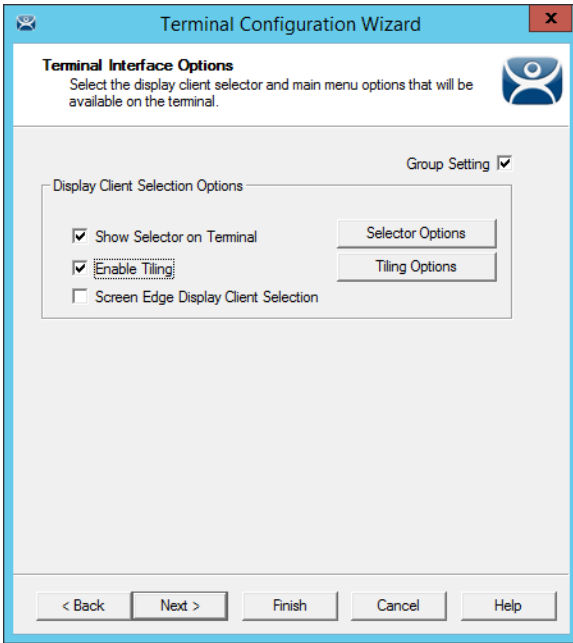 Terminal Configuration Wizard
x
Terminal Interface Options
Select the display client selector and main menu options that will be
available on the terminal.
Group Setting
Display Client Selection Options
Show Selector on Terminal
Selector Options
Enable Tiling
Tiling Options
Screen Edge Display Client Selection
< Back
Next >
Finish
Cancel
Help